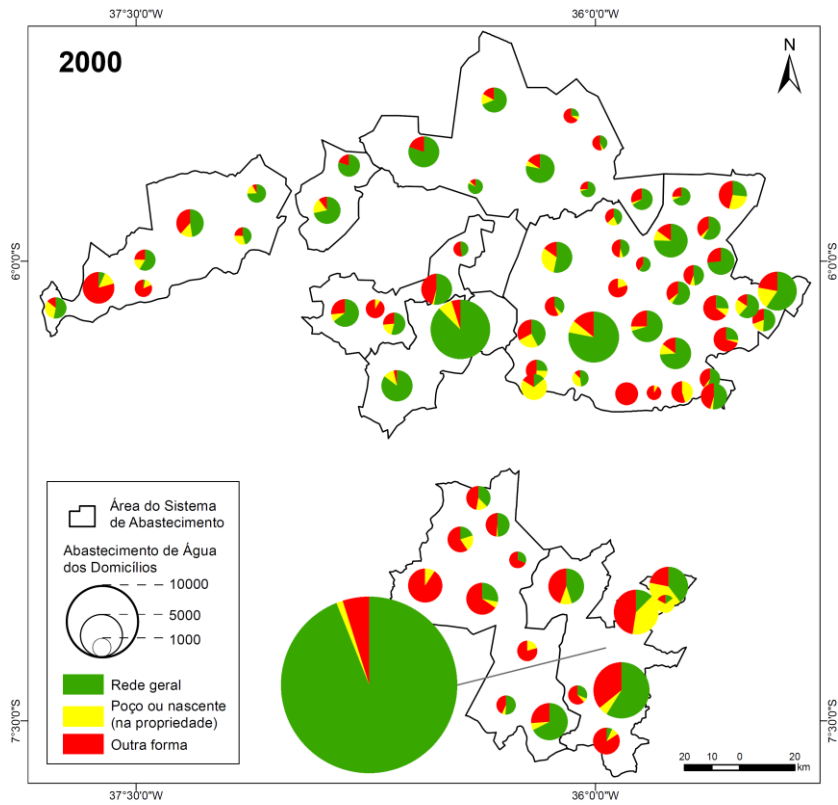 37°30'0"W 36°0'0"W
2000
N
6°0'0"S 6°0'0"S
Área do Sistema
de Abastecimento
Abastecimento de Água
dos Domicílios
10000
5000
1000
Rede geral
Poço ou nascente
(na propriedade)
Outra forma
7°30'0"S 7°30'0"S
20 10 0 20
km
37°30'0"W 36°0'0"W